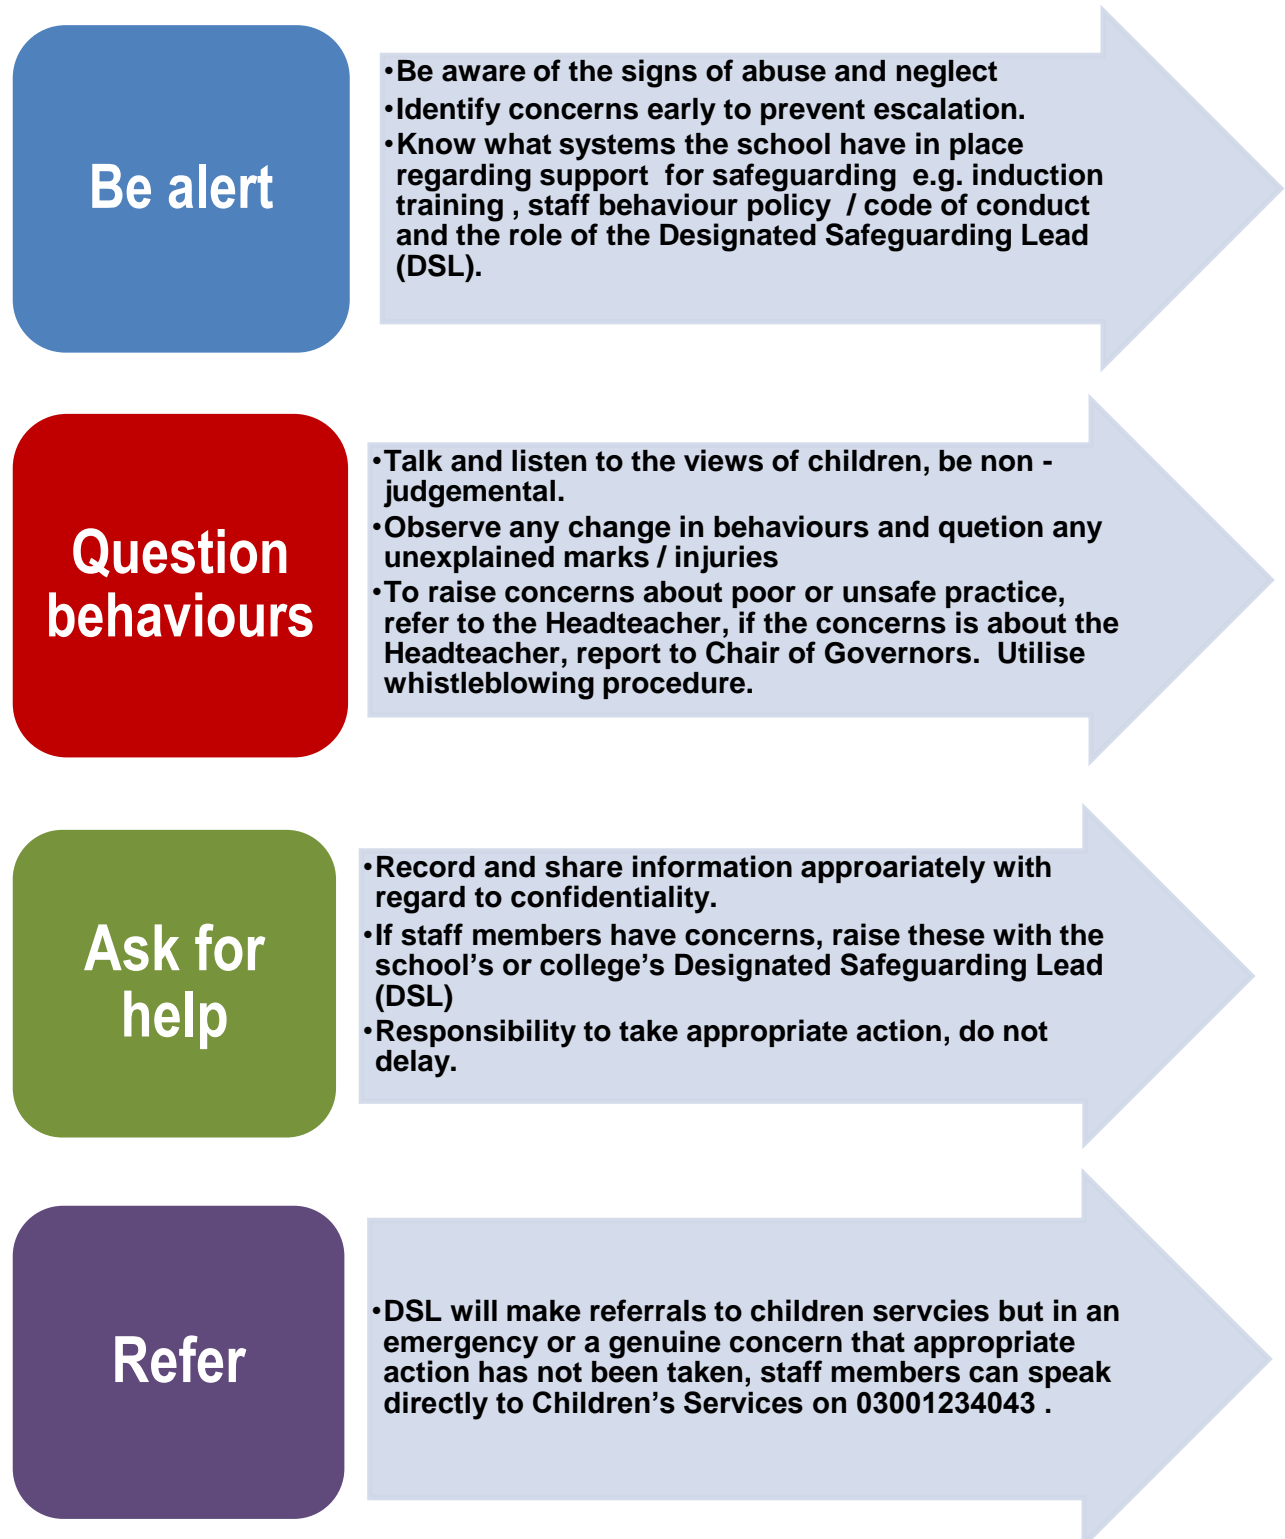 Be alert
•Be aware of the signs of abuse and neglect
•Identify concerns early to prevent escalation.
•Know what systems the school have in place
regarding support for safeguarding e.g. induction
training , staff behaviour policy / code of conduct
and the role of the Designated Safeguarding Lead
(DSL).
Question
behaviours
•Talk and listen to the views of children, be non -
judgemental.
•Observe any change in behaviours and quetion any
unexplained marks / injuries
•To raise concerns about poor or unsafe practice,
refer to the Headteacher, if the concerns is about the
Headteacher, report to Chair of Governors. Utilise
whistleblowing procedure.
Ask for
help
•Record and share information approariately with
regard to confidentiality.
•If staff members have concerns, raise these with the
school’s or college’s Designated Safeguarding Lead
(DSL)
•Responsibility to take appropriate action, do not
delay.
Refer
•DSL will make referrals to children servcies but in an
emergency or a genuine concern that appropriate
action has not been taken, staff members can speak
directly to Children’s Services on 03001234043 .